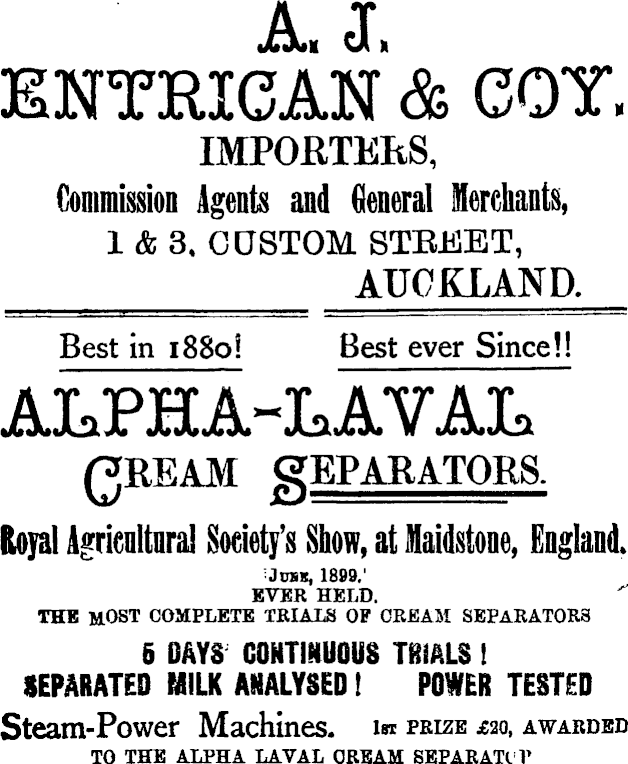 A. J.
ENTRICAN & COY.
IMPORTERS,
Commission Agents and General Merchants,
1 & 3, CUSTOM STREET,
AUCKLAND.
Best in 1880! Best ever Since!!
ALPHA-LAVAL
CREAM SEPARATORS.
Royal Agricultural Society's Show, at Maidstone, England.
JUNE, 1899.
EVER HELD.
THE MOST COMPLETE TRIALS OF CREAM SEPARATORS
5 DAYS CONTINUOUS TRIALS!
SEPARATED MILK ANALYSED! POWER TESTED
Steam-Power Machines. 1ST PRIZE £20, AWARDED
TO THE ALPHA LAVAL CREAM SEPARATOR